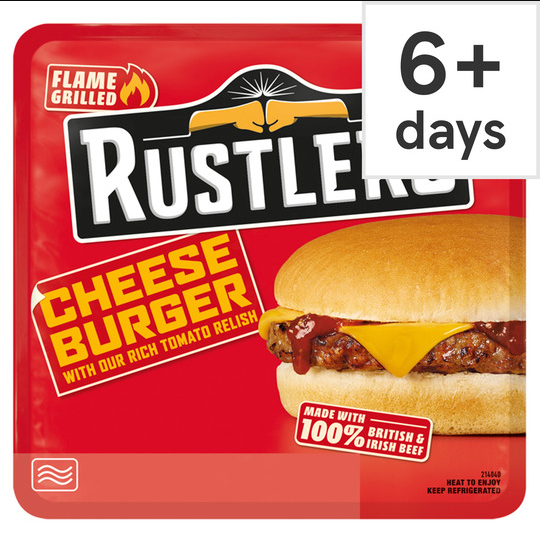 6+
days
FLAME
GRILLED
RUSTLERS
CHEESE
BURGER
WITH OUR RICH TOMATO RELISH
MADE WITH
100% BRITISH &
IRISH BEEF
214040
HEAT TO ENJOY
KEEP REFRIGERATED